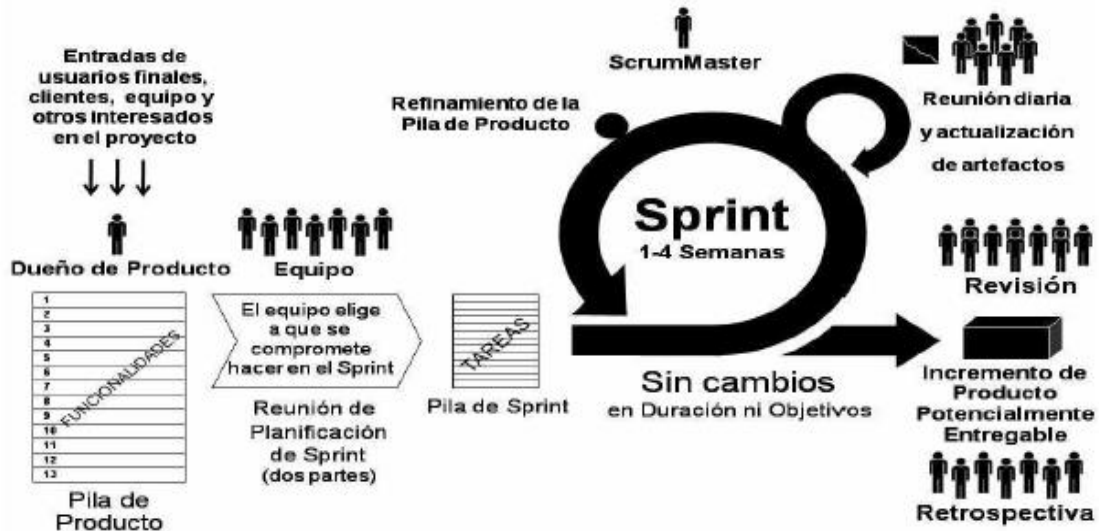 Entradas de
usuarios finales,
clientes, equipo y
otros interesados
en el proyecto
Dueño de Producto
1
2
3
4
5
6
7
8
9
10
11
12
13
FUNCIONALIDADES
Pila de
Producto
Equipo
El equipo elige
a que se
compromete
hacer en el Sprint
Reunión de
Planificación
de Sprint
(dos partes)
TAREAS
Pila de Sprint
ScrumMaster
Refinamiento de la
Pila de Producto
Sprint
1-4 Semanas
Sin cambios
en Duración ni Objetivos
Reunión diaria
y actualización
de artefactos
Revisión
Incremento de
Producto
Potencialmente
Entregable
Retrospectiva